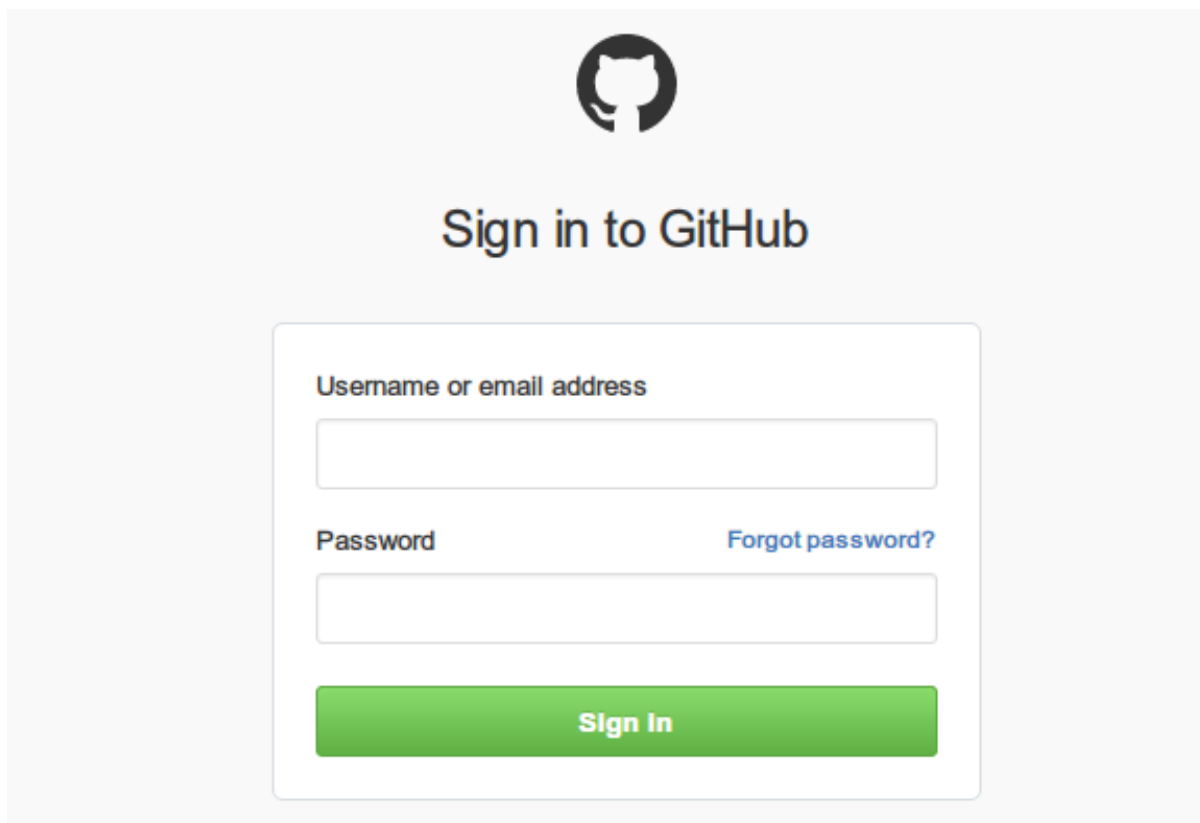 Sign in to GitHub
Username or email address
Password Forgot password?
Sign in